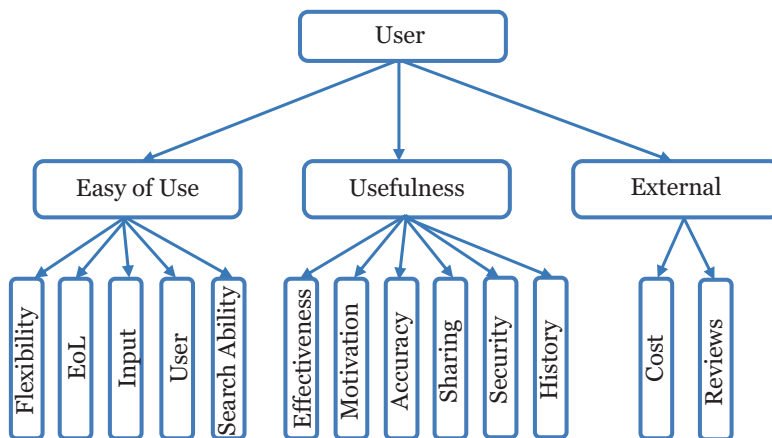 User
Easy of Use
Usefulness
External
Flexibility
EoL
Input
User
Search Ability
Effectiveness
Motivation
Accuracy
Sharing
Security
History
Cost
Reviews